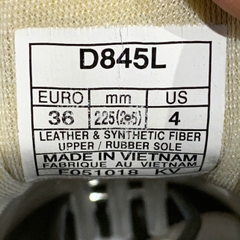 D845L
EURO mm US
36 225(2e5) 4
LEATHER & SYNTHETIC FIBER
UPPER / RUBBER SOLE
MADE IN VIETNAM
FABRIQUE AU VIETNAM
F051018 KV